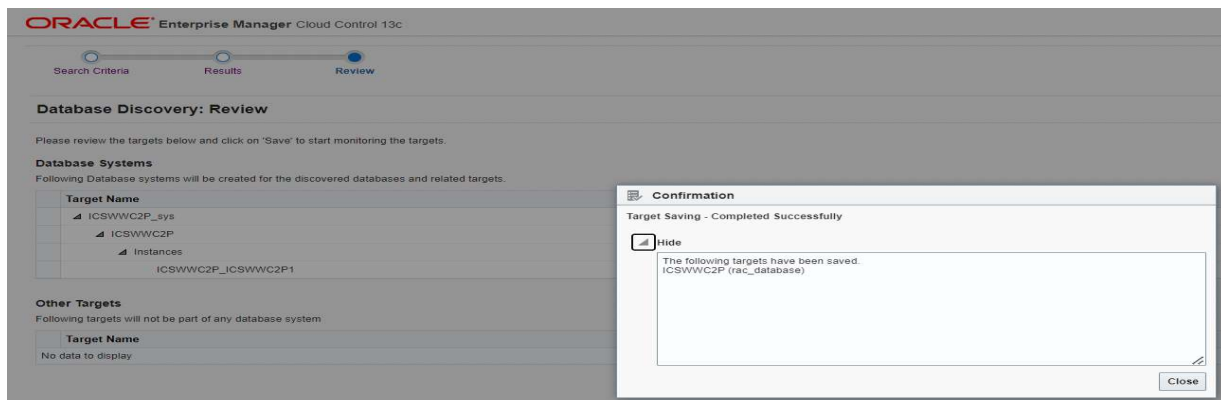 ORACLE Enterprise Manager Cloud Control 13c
Search Criteria Results Review
Database Discovery: Review
Please review the targets below and click on 'Save' to start monitoring the targets.
Database Systems
Following Database systems will be created for the discovered databases and related targets.
Target Name
ICSWWC2P_sys
ICSWWC2P
Instances
ICSWWC2P_ICSWWC2P1
Other Targets
Following targets will not be part of any database system
Target Name
No data to display
Confirmation
Target Saving - Completed Successfully
Hide
The following targets have been saved.
ICSWWC2P (rac_database)
Close